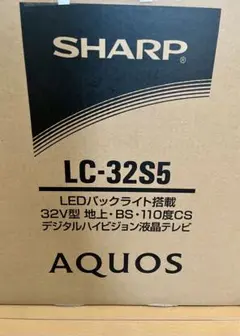 SHARP
LC-32S5
LEDバックライト搭載
32V型 地上・BS・110度CS
デジタルハイビジョン液晶テレビ
AQUOS